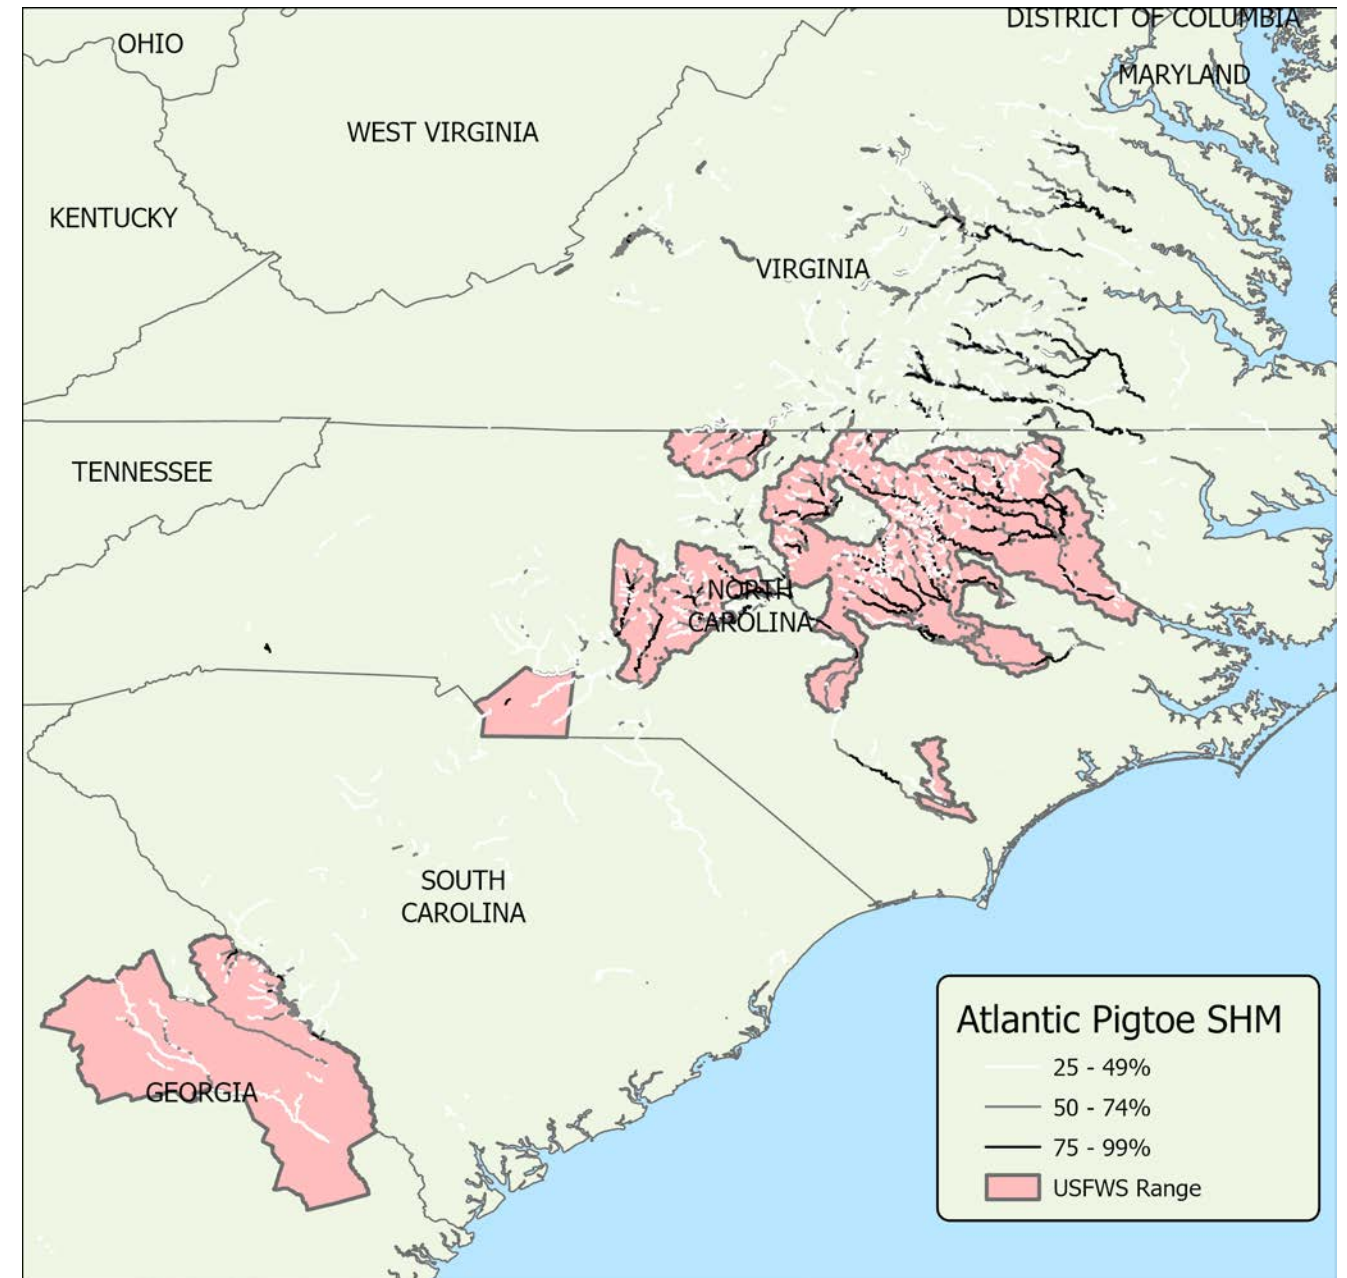 DISTRICT OF COLUMBIA
OHIO
MARYLAND
WEST VIRGINIA
KENTUCKY
VIRGINIA
TENNESSEE
NORTH
CAROLINA
SOUTH
CAROLINA
GEORGIA
Atlantic Pigtoe SHM
25 - 49%
50 - 74%
75 - 99%
USFWS Range